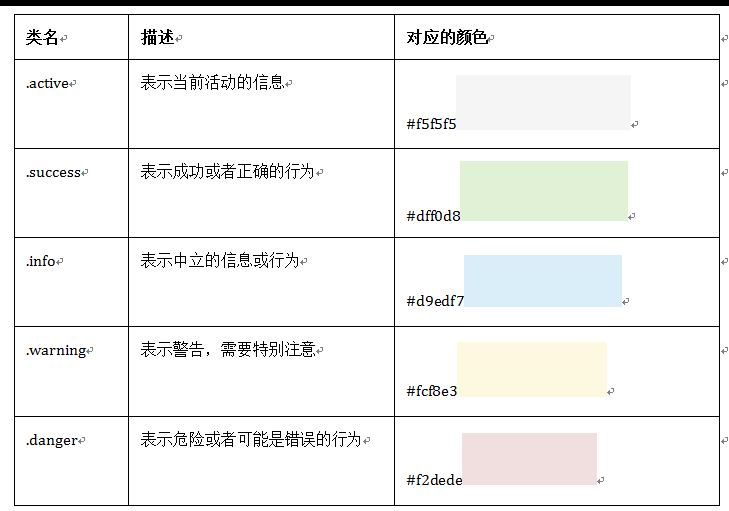 类名 描述 对应的颜色
.active 表示当前活动的信息 #f5f5f5
.success 表示成功或者正确的行为 #dff0d8
.info 表示中立的信息或行为 #d9edf7
.warning 表示警告，需要特别注意 #fcf8e3
.danger 表示危险或者可能是错误的行为 #f2dede